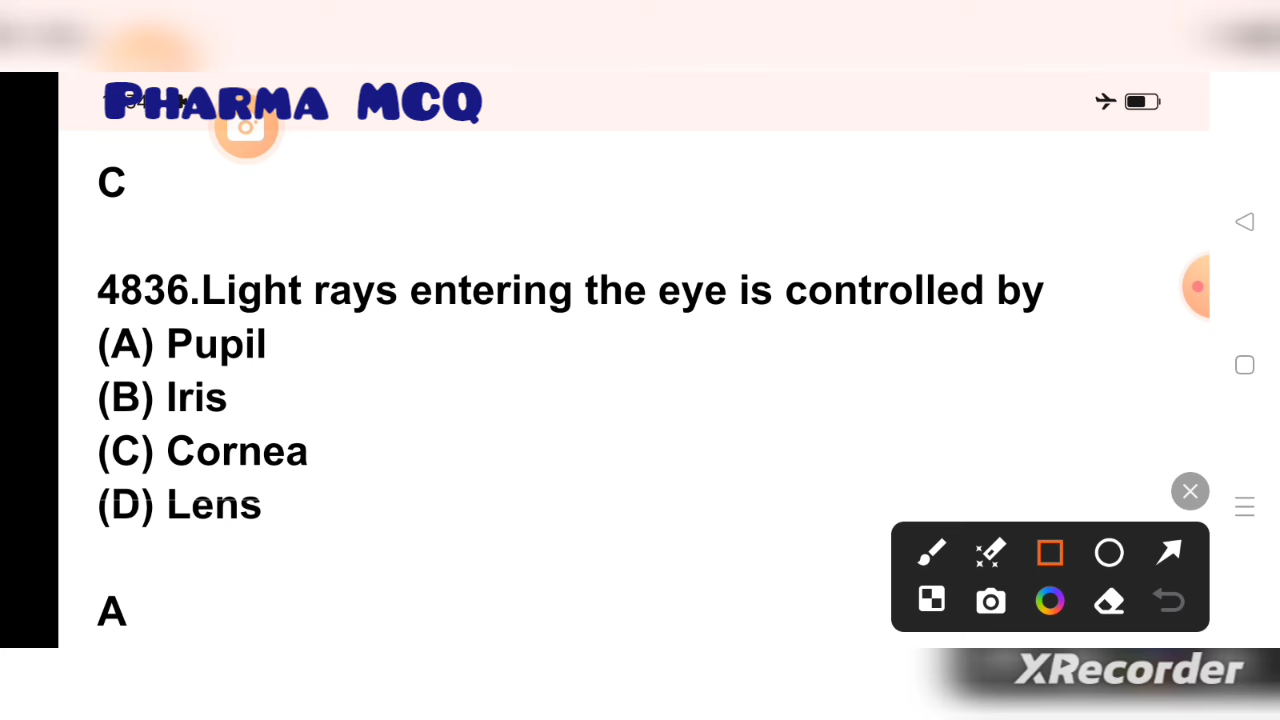 PHARMA MCQ
C
4836.Light rays entering the eye is controlled by
(A) Pupil
(B) Iris
(C) Cornea
(D) Lens
A
XRecorder